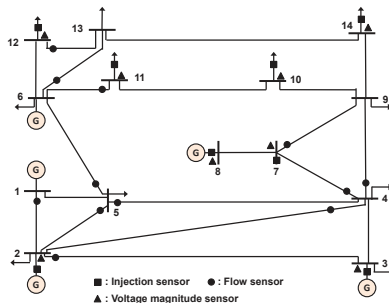 13
14
12
11
10
6
9
G
G
8
7
G
1
5
4
2
3
G
G
■ : Injection sensor ● : Flow sensor
▲ : Voltage magnitude sensor